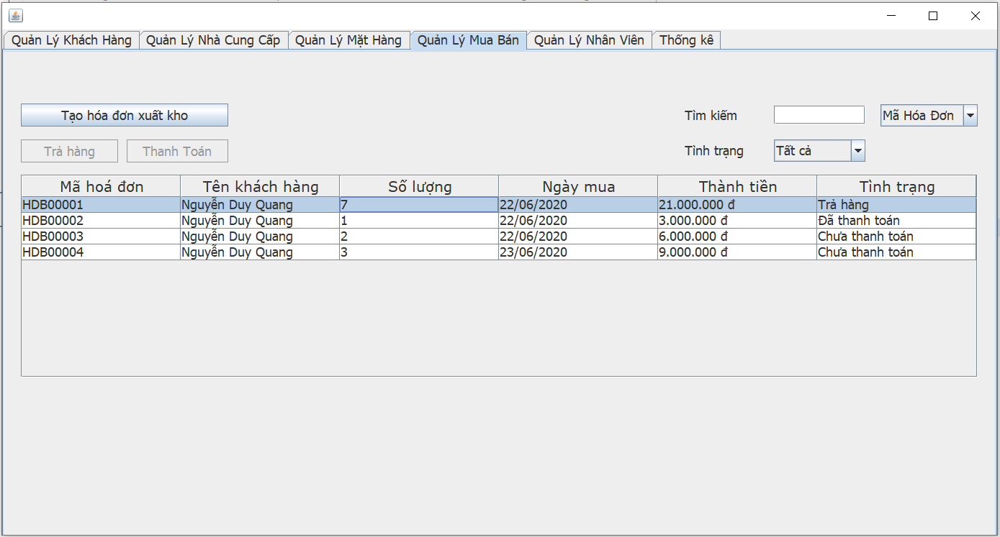 Quản Lý Khách Hàng Quản Lý Nhà Cung Cấp Quản Lý Mặt Hàng Quản Lý Mua Bán Quản Lý Nhân Viên Thống kê
Tạo hóa đơn xuất kho Tìm kiếm Mã Hóa Đơn
Trả hàng Thanh Toán Tình trạng Tất cả
Mã hoá đơn Tên khách hàng Số lượng Ngày mua Thành tiền Tình trạng
HDB00001 Nguyễn Duy Quang 7 22/06/2020 21.000.000 đ Trả hàng
HDB00002 Nguyễn Duy Quang 1 22/06/2020 3.000.000 đ Đã thanh toán
HDB00003 Nguyễn Duy Quang 2 22/06/2020 6.000.000 đ Chưa thanh toán
HDB00004 Nguyễn Duy Quang 3 23/06/2020 9.000.000 đ Chưa thanh toán